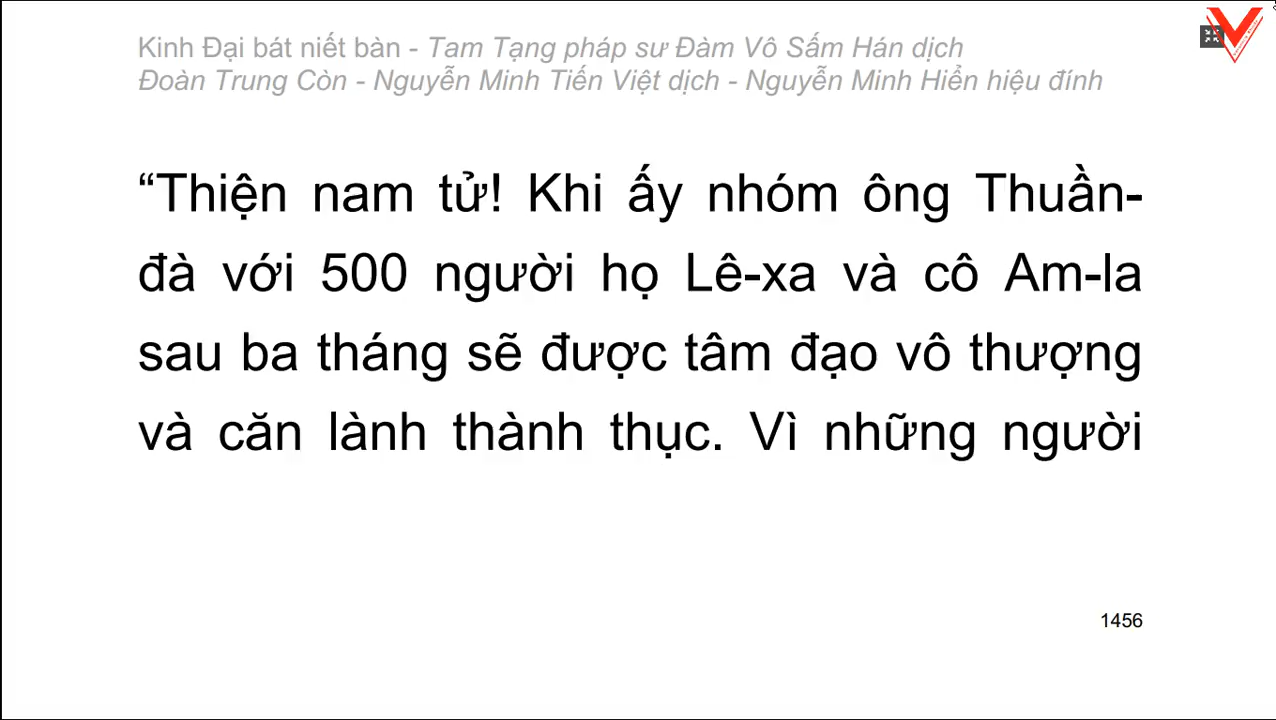 Kinh Đại bát niết bàn - Tam Tạng pháp sư Đàm Vô Sấm Hán dịch
Đoàn Trung Còn - Nguyễn Minh Tiến Việt dịch - Nguyễn Minh Hiển hiệu đính
“Thiện nam tử! Khi ấy nhóm ông Thuần-
đà với 500 người họ Lê-xa và cô Am-la
sau ba tháng sẽ được tâm đạo vô thượng
và căn lành thành thục. Vì những người
1456